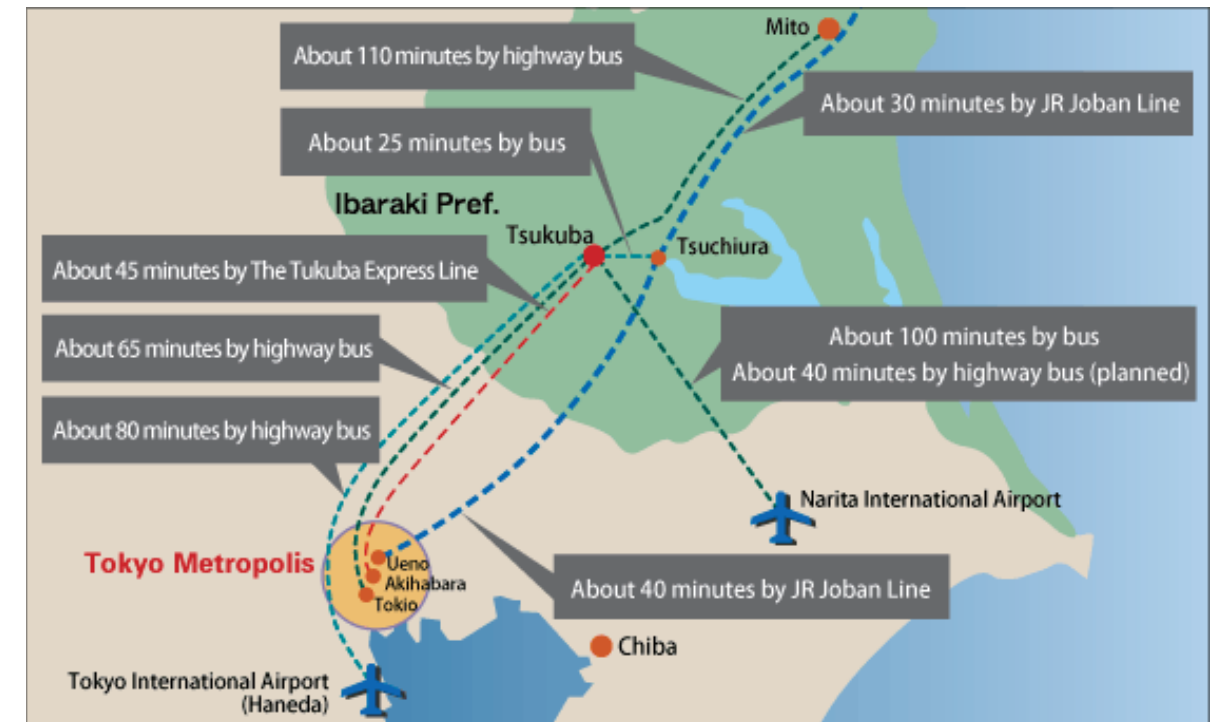 Mito
About 110 minutes by highway bus
About 30 minutes by JR Joban Line
About 25 minutes by bus
Ibaraki Pref.
Tsukuba
Tsuchiura
About 45 minutes by The Tukuba Express Line
About 65 minutes by highway bus
About 100 minutes by bus
About 40 minutes by highway bus (planned)
About 80 minutes by highway bus
Narita International Airport
Tokyo Metropolis
Ueno
Akihabara
Tokio
About 40 minutes by JR Joban Line
Chiba
Tokyo International Airport
(Haneda)